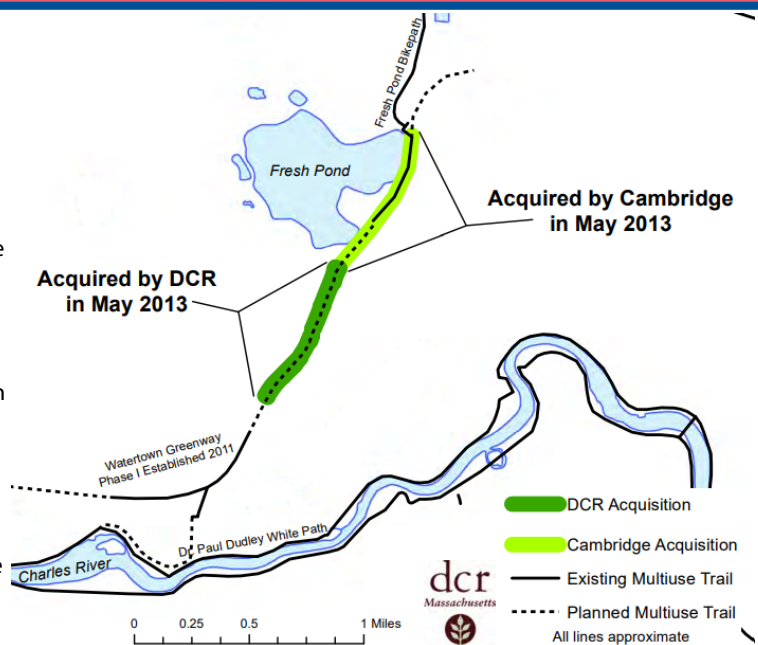 Fresh Pond Bikepath
Fresh Pond
Acquired by Cambridge
in May 2013
Acquired by DCR
in May 2013
Watertown Greenway
Phase I Established 2011
Dr. Paul Dudley White Path
Charles River
DCR Acquisition
Cambridge Acquisition
Existing Multiuse Trail
Planned Multiuse Trail
All lines approximate
dcr
Massachusetts
0 0.25 0.5 1 Miles